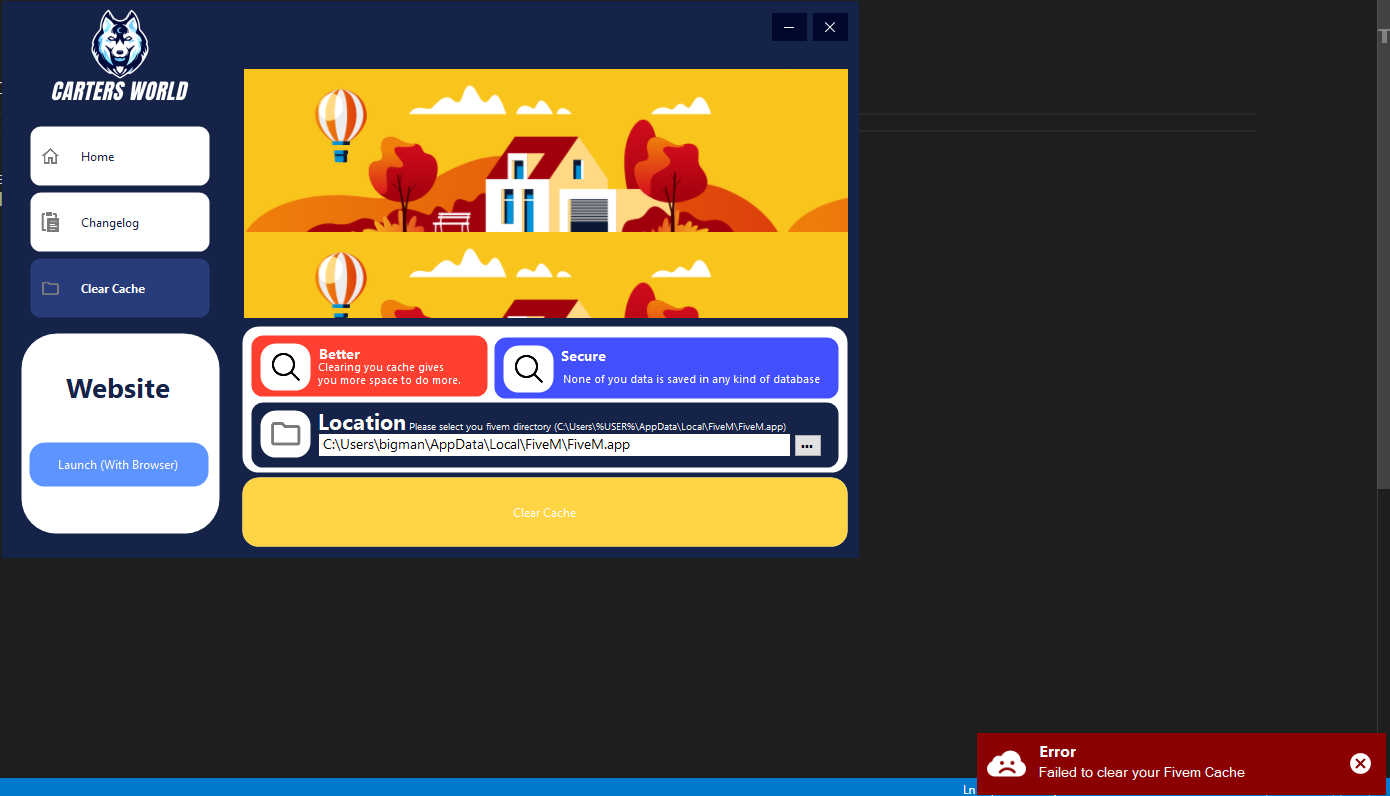 CARTERS WORLD
Home
Changelog
Clear Cache
Website
Launch (With Browser)
Better
Clearing you cache gives
you more space to do more.
Secure
None of you data is saved in any kind of database
Location Please select you fivem directory (C:\Users\%USER%\AppData\Local\FiveM\FiveM.app)
C:\Users\bigman\AppData\Local\FiveM\FiveM.app
...
Clear Cache
Error
Failed to clear your Fivem Cache
Ln